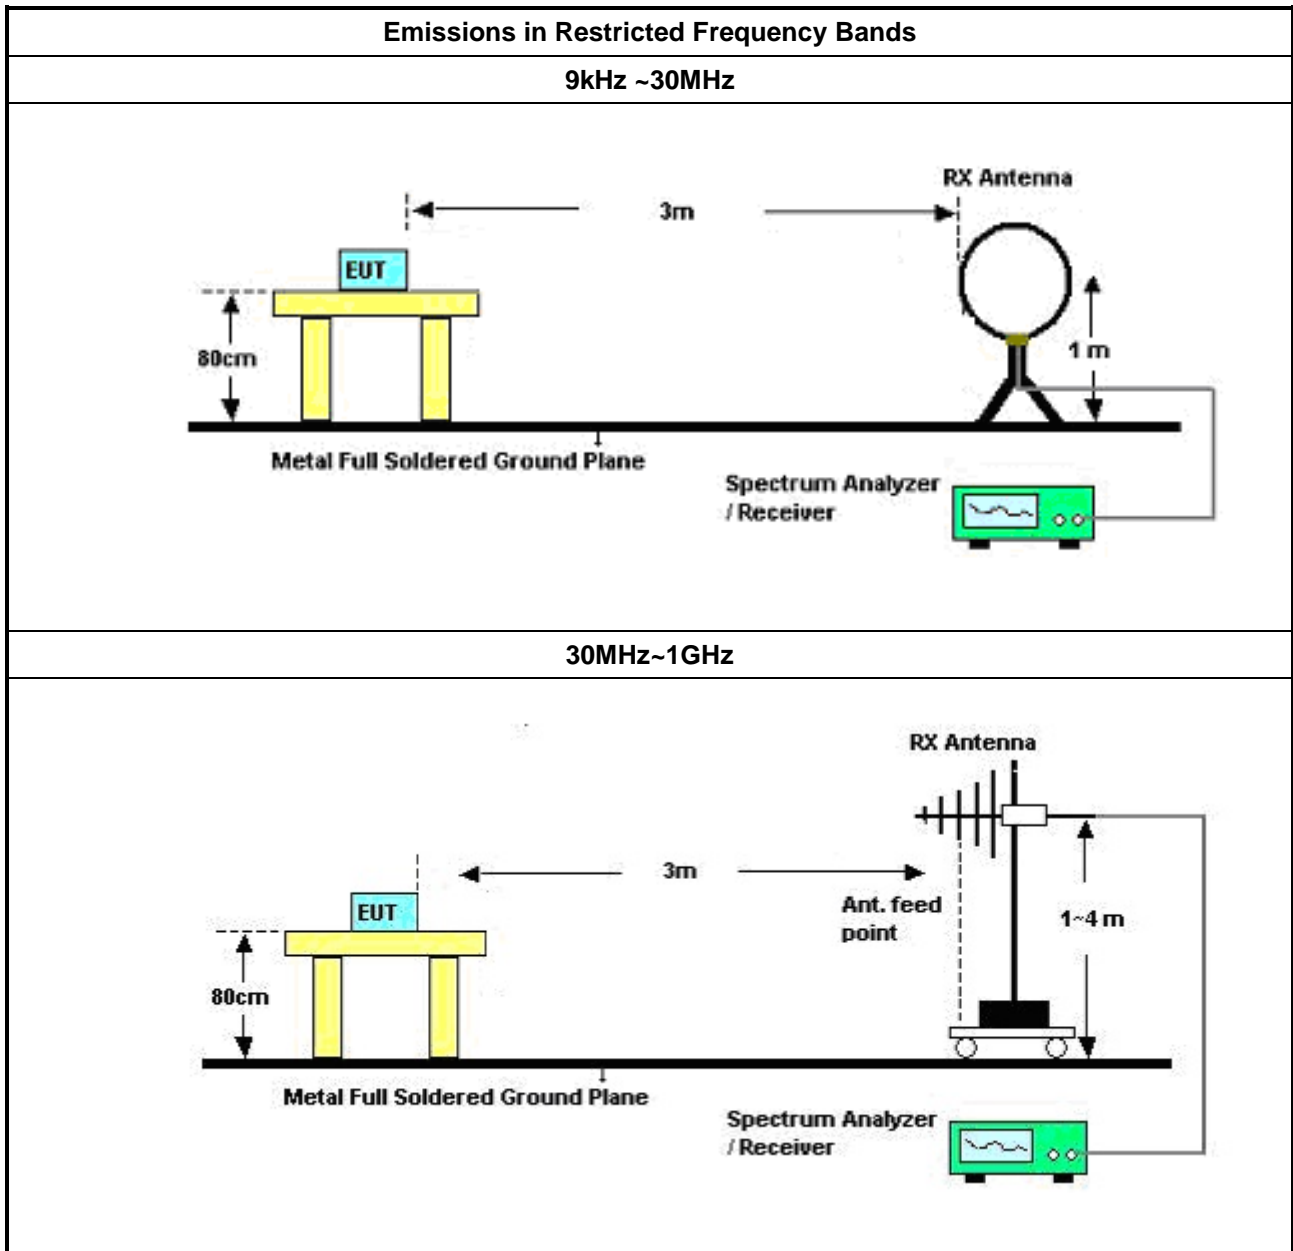 Emissions in Restricted Frequency Bands
9kHz ~30MHz
RX Antenna
3m
EUT
80cm
1 m
Metal Full Soldered Ground Plane
Spectrum Analyzer
/ Receiver
30MHz~1GHz
RX Antenna
3m
Ant. feed
point
EUT
1~4 m
80cm
Metal Full Soldered Ground Plane
Spectrum Analyzer
/ Receiver